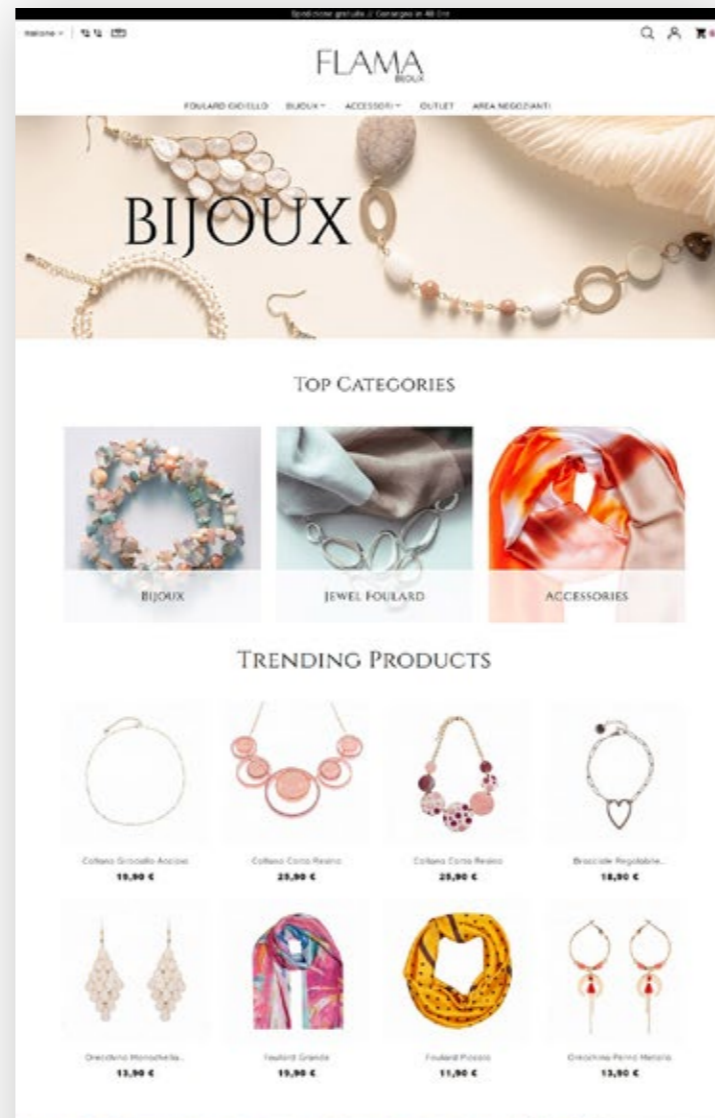 Spedizione gratuita // Consegna in 48 Ore
Italiano
FLAMA
BIJOUX
FOULARD GIOIELLO BIJOUX ACCESSORI OUTLET AREA NEGOZIANTI
BIJOUX
TOP CATEGORIES
BIJOUX JEWEL FOULARD ACCESSORIES
TRENDING PRODUCTS
Collana Girocollo Acciaio Collana Corta Resina Collana Corta Resina Bracciale Regolabile...
19,90 € 25,90 € 25,90 € 18,90 €
Orecchino Monachella... Foulard Grande Foulard Piccolo Orecchino Perno Metallo
13,90 € 19,90 € 11,90 € 13,90 €